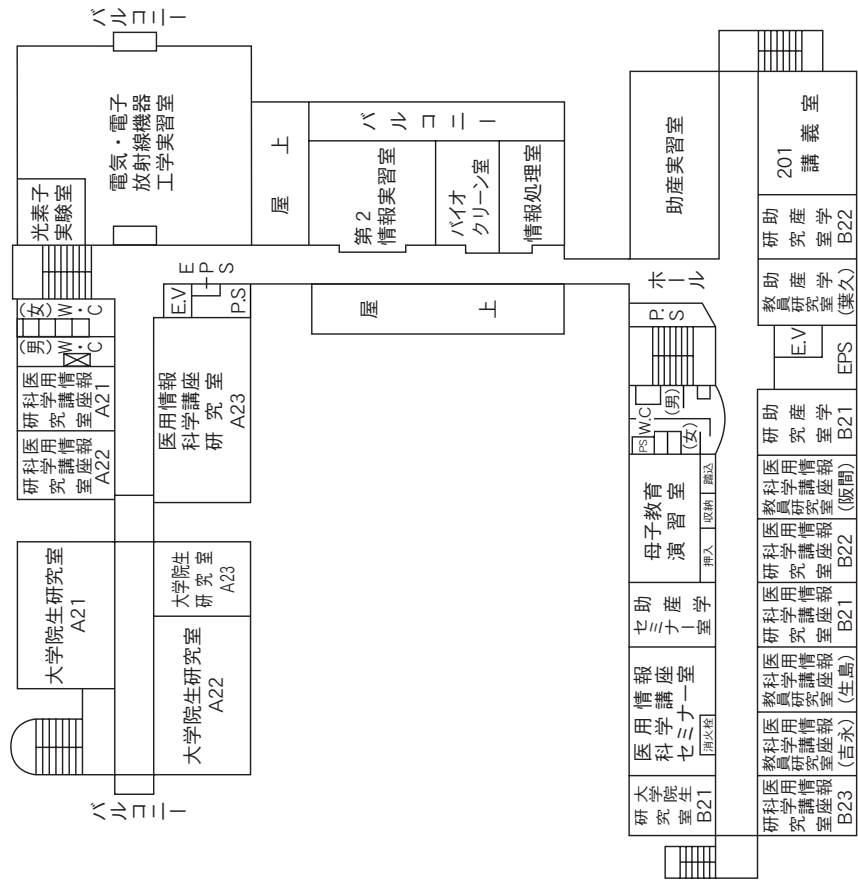 バルコニー
電気・電子
放射線機器
工学実習室
光素子
実験室
屋上
バルコニー
第2
情報実習室
バイオ
クリーン室
情報処理室
EPS
E.V
P.S
(女)W・C
(男)W・C
医用情報
科学講座
研究室
A21
医用情報
科学講座
研究室
A22
医用情報
科学講座
研究室
A23
屋上
大学院生研究室
A21
大学院生
研究室
A23
大学院生研究室
A22
バルコニー
助産実習室
201
講義室
ホール
P.S
助産学
研究室
B22
助産学
教員研究室
(葉久)
E.V
EPS
W.C
(男)
(女)
PS
助産学
研究室
B21
母子教育
演習室
踏込
収納
押入
医用情報
科学講座
教員研究室
(阪間)
医用情報
科学講座
研究室
B22
助産学
セミナー室
医用情報
科学講座
研究室
B21
医用情報
科学講座
セミナー室
消火栓
医用情報
科学講座
教員研究室
(生島)
医用情報
科学講座
教員研究室
(吉永)
大学院生
研究室
B21
医用情報
科学講座
研究室
B23